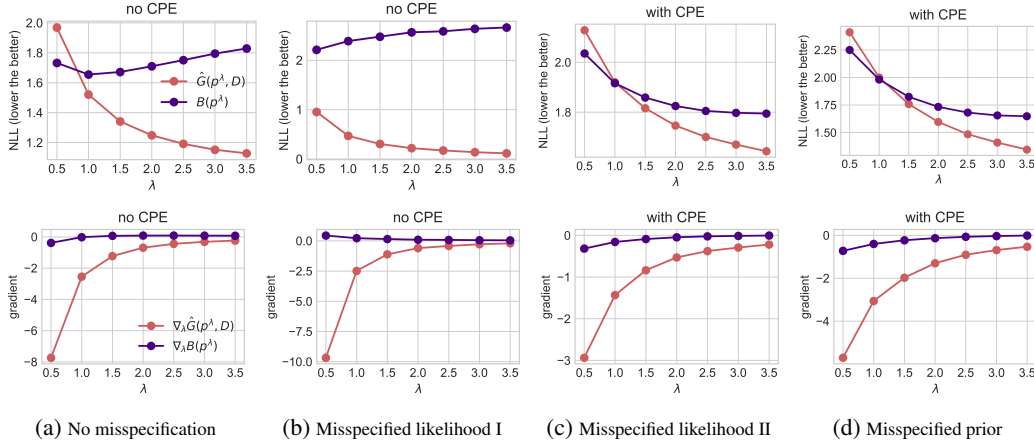 no CPE
no CPE
with CPE
with CPE
NLL (lower the better)
2.0
1.8
1.6
1.4
1.2
Ĝ(p^λ, D)
B(p^λ)
0.5 1.0 1.5 2.0 2.5 3.0 3.5
λ
NLL (lower the better)
4
2
0
0.5 1.0 1.5 2.0 2.5 3.0 3.5
λ
NLL (lower the better)
2.0
1.8
0.5 1.0 1.5 2.0 2.5 3.0 3.5
λ
NLL (lower the better)
2.25
2.00
1.75
1.50
0.5 1.0 1.5 2.0 2.5 3.0 3.5
λ
no CPE
no CPE
with CPE
with CPE
gradient
0
−2
−4
−6
−8
∇λĜ(p^λ, D)
∇λB(p^λ)
0.5 1.0 1.5 2.0 2.5 3.0 3.5
λ
gradient
0.0
−2.5
−5.0
−7.5
−10.0
0.5 1.0 1.5 2.0 2.5 3.0 3.5
λ
gradient
0
−1
−2
−3
0.5 1.0 1.5 2.0 2.5 3.0 3.5
λ
gradient
0
−2
−4
0.5 1.0 1.5 2.0 2.5 3.0 3.5
λ
(a) No misspecification
(b) Misspecified likelihood I
(c) Misspecified likelihood II
(d) Misspecified prior